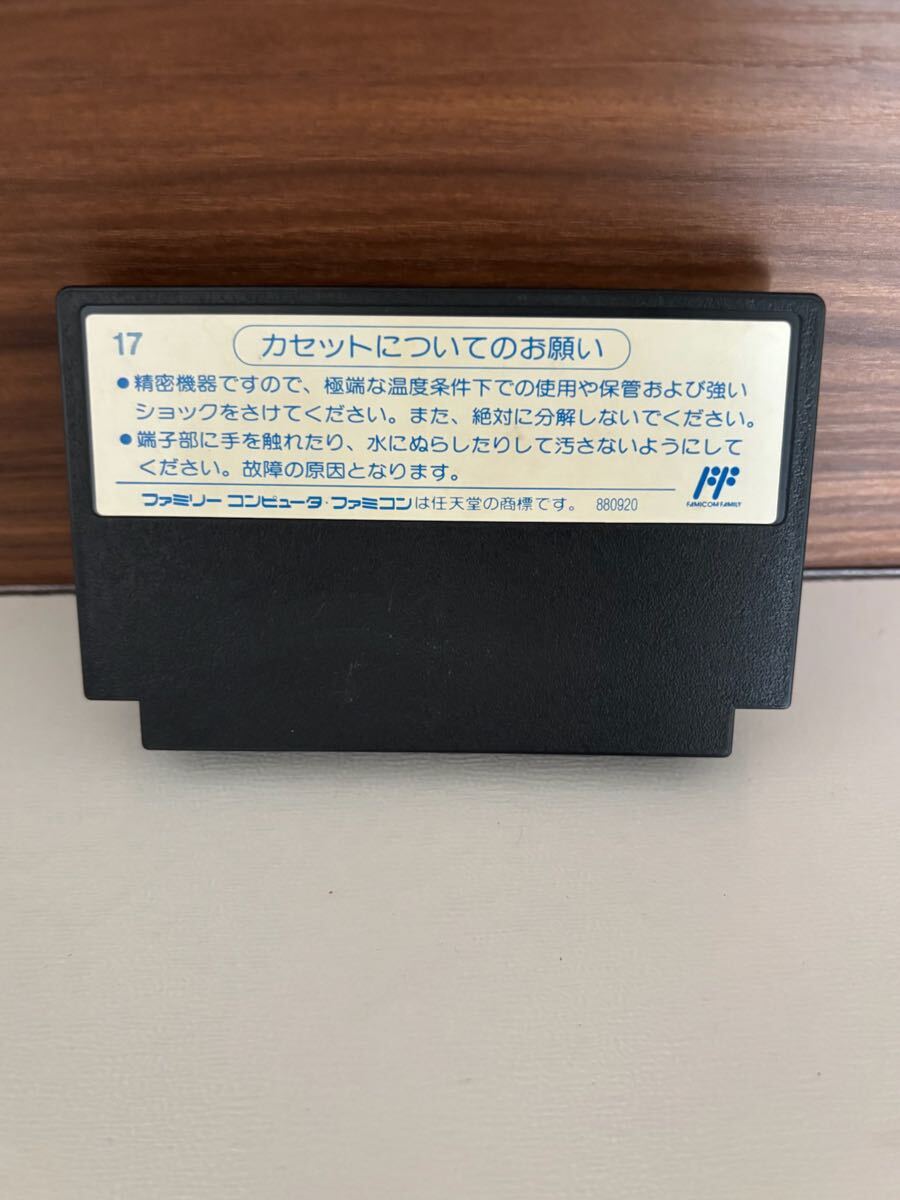 17
カセットについてのお願い
●精密機器ですので、極端な温度条件下での使用や保管および強い
ショックをさけてください。また、絶対に分解しないでください。
●端子部に手を触れたり、水にぬらしたりして汚さないようにして
ください。故障の原因となります。
ファミリー コンピュータ・ファミコンは任天堂の商標です。 880920
FAMICOM FAMILY